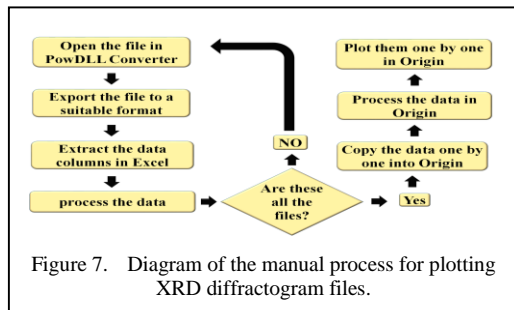 Open the file in
PowDLL Converter
Export the file to a
suitable format
Extract the data
columns in Excel
process the data
Are these
all the
files?
NO
Yes
Copy the data one by
one into Origin
Process the data in
Origin
Plot them one by one
in Origin
Figure 7. Diagram of the manual process for plotting
XRD diffractogram files.